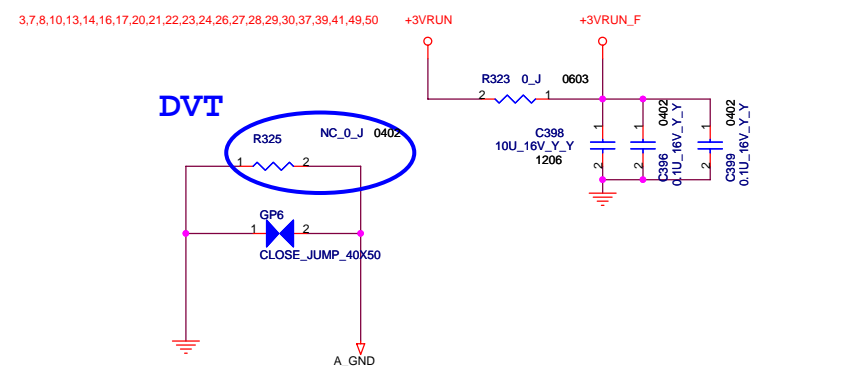 3,7,8,10,13,14,16,17,20,21,22,23,24,26,27,28,29,30,37,39,41,49,50
+3VRUN
+3VRUN_F
R323 0_J 0603
2 1
DVT
R325 NC_0_J 0402
1 2
C398
10U_16V_Y_Y
1206
1
2
C396
0.1U_16V_Y_Y
0402
1
2
C399
0.1U_16V_Y_Y
0402
1
2
GP6
1 2
CLOSE_JUMP_40X50
A_GND